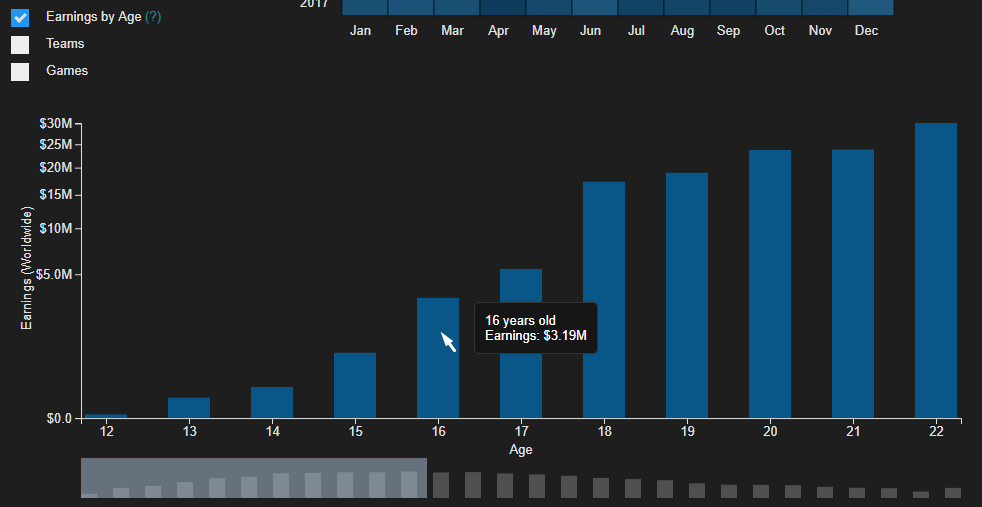 2017
Earnings by Age (?)
Jan Feb Mar Apr May Jun Jul Aug Sep Oct Nov Dec
Teams
Games
$30M
$25M
$20M
$15M
$10M
$5.0M
$0.0
Earnings (Worldwide)
16 years old
Earnings: $3.19M
12 13 14 15 16 17 18 19 20 21 22
Age